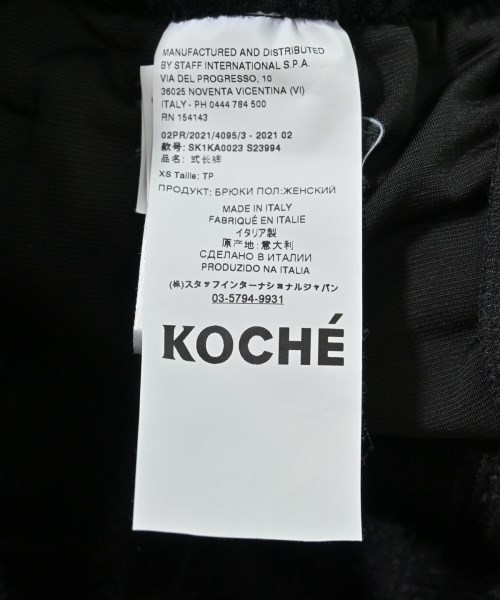 MANUFACTURED AND DISTRIBUTED
BY STAFF INTERNATIONAL S.P.A.
VIA DEL PROGRESSO, 10
36025 NOVENTA VICENTINA (VI)
ITALY - PH 0444 784 500
RN 154143
02PR/2021/4095/3 - 2021 02
款号: SK1KA0023 S23994
品名: 式长裤
XS Taille: TP
ПРОДУКТ: БРЮКИ ПОЛ:ЖЕНСКИЙ
MADE IN ITALY
FABRIQUÉ EN ITALIE
イタリア製
原产地:意大利
СДЕЛАНО В ИТАЛИИ
PRODUZIDO NA ITALIA
(株)スタッフインターナショナルジャパン
03-5794-9931
KOCHÉ